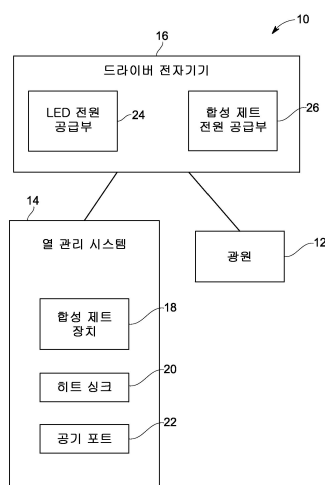 10
16
드라이버 전자기기
LED 전원
공급부
24
합성 제트
전원 공급부
26
14
열 관리 시스템
12
광원
합성 제트
장치
18
히트 싱크
20
공기 포트
22